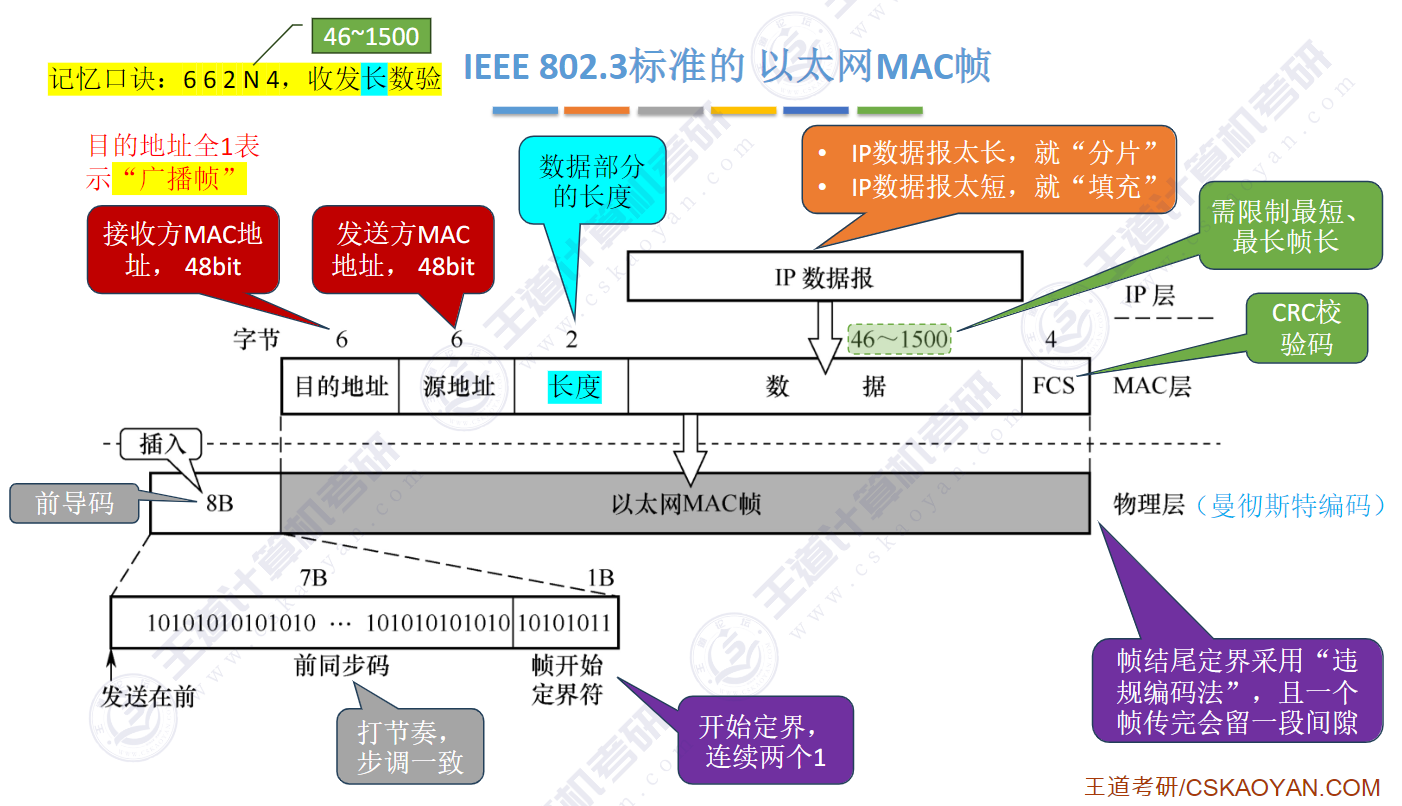 46~1500
记忆口诀：6 6 2 N 4，收发长数验
IEEE 802.3标准的 以太网MAC帧
目的地址全1表
示“广播帧”
接收方MAC地
址， 48bit
发送方MAC
地址， 48bit
数据部分
的长度
• IP数据报太长，就“分片”
• IP数据报太短，就“填充”
需限制最短、
最长帧长
IP 数据报
IP 层
CRC校
验码
字节 6 6 2 46～1500 4
目的地址 源地址 长度 数 据 FCS MAC层
插入
前导码
8B
以太网MAC帧
物理层（曼彻斯特编码）
7B 1B
10101010101010 … 101010101010 10101011
前同步码
帧开始
定界符
发送在前
打节奏，
步调一致
开始定界，
连续两个1
帧结尾定界采用“违
规编码法”，且一个
帧传完会留一段间隙
王道考研/CSKAOYAN.COM
王道计算机考研
www.cskaoyan.com